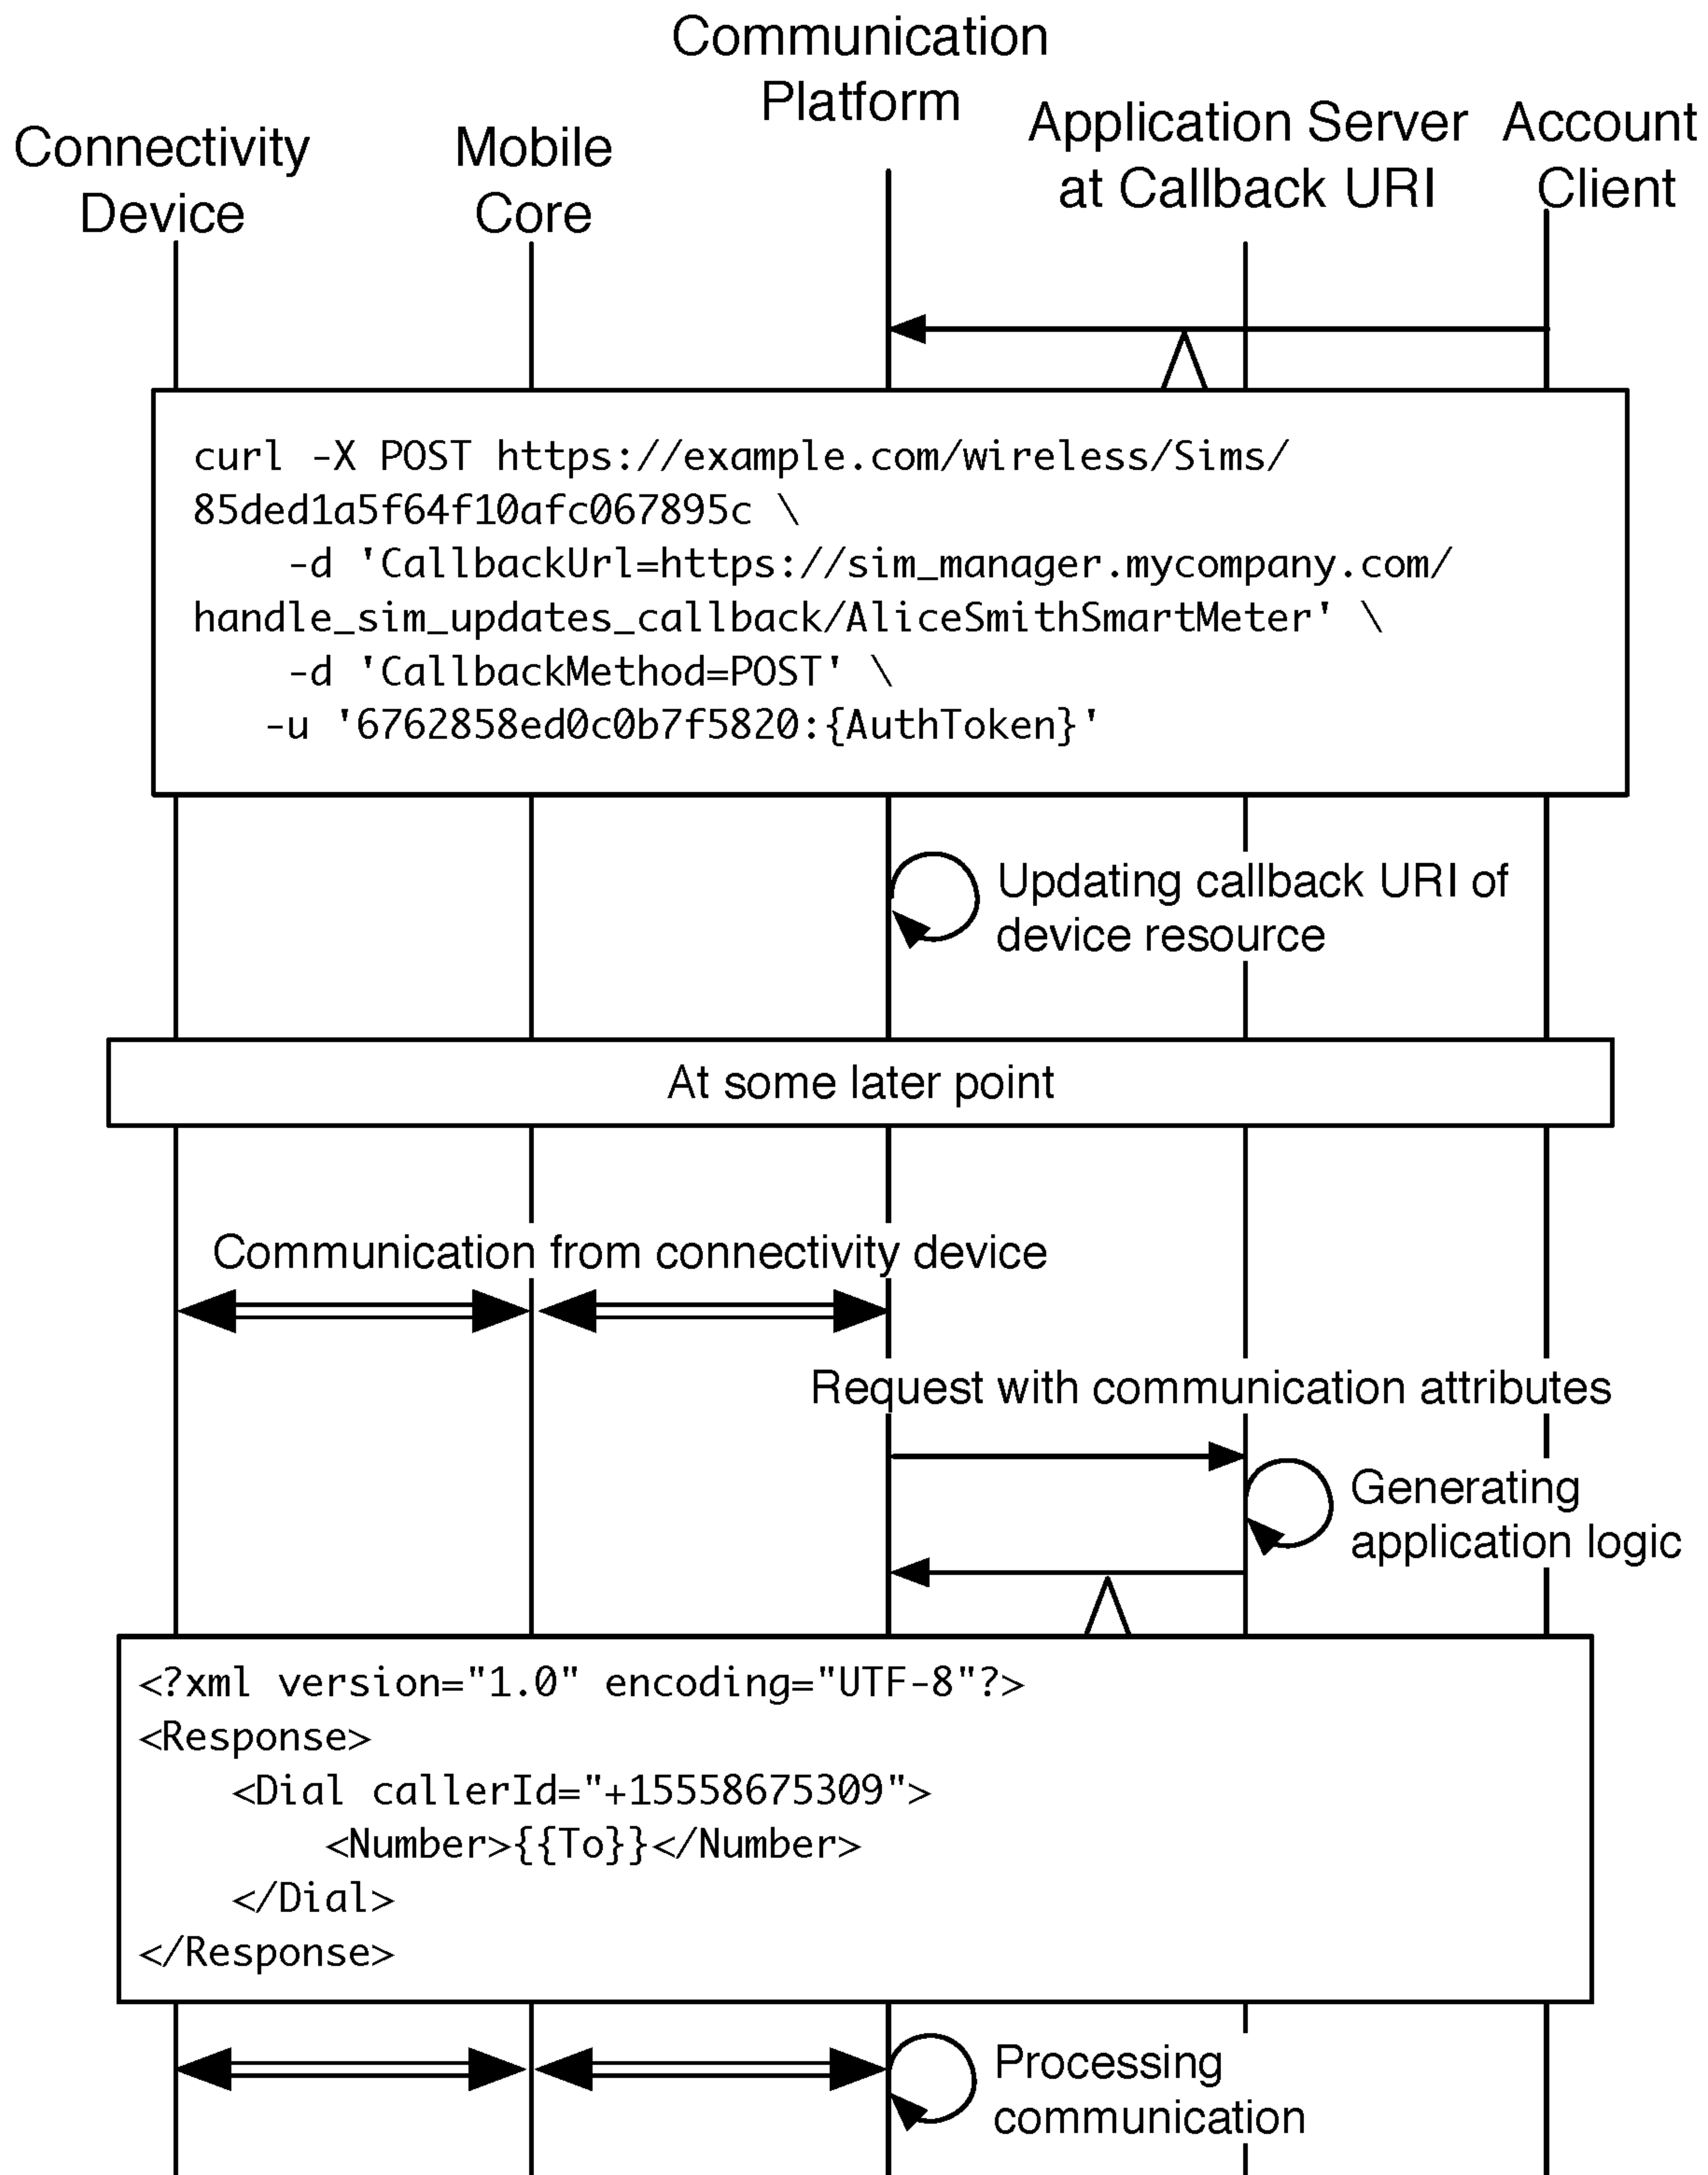 Communication
Platform
Connectivity
Device
Mobile
Core
Application Server
at Callback URI
Account
Client
curl -X POST https://example.com/wireless/Sims/
85ded1a5f64f10afc067895c \
-d 'CallbackUrl=https://sim_manager.mycompany.com/
handle_sim_updates_callback/AliceSmithSmartMeter' \
-d 'CallbackMethod=POST' \
-u '6762858ed0c0b7f5820:{AuthToken}'
Updating callback URI of
device resource
At some later point
Communication from connectivity device
Request with communication attributes
Generating
application logic
<?xml version="1.0" encoding="UTF-8"?>
<Response>
<Dial callerId="+15558675309">
<Number>{{To}}</Number>
</Dial>
</Response>
Processing
communication